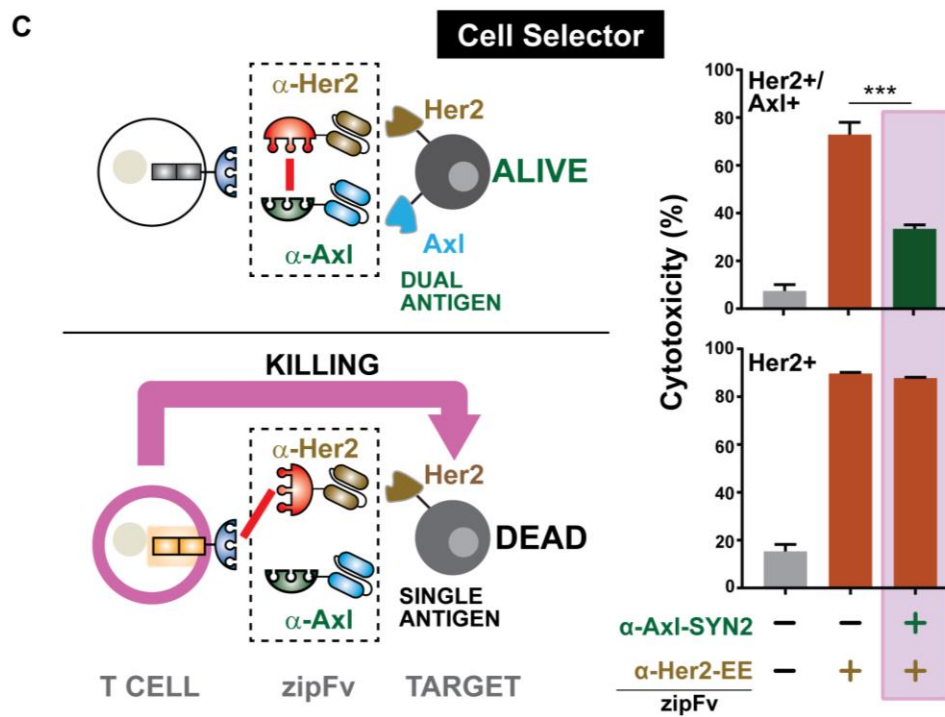 C
Cell Selector
α-Her2
Her2
ALIVE
α-Axl
Axl
DUAL
ANTIGEN
KILLING
α-Her2
Her2
DEAD
α-Axl
SINGLE
ANTIGEN
T CELL
zipFv
TARGET
Cytotoxicity (%)
100
80
60
40
20
0
Her2+/
Axl+
***
100
80
60
40
20
0
Her2+
α-Axl-SYN2 − − +
α-Her2-EE − + +
zipFv